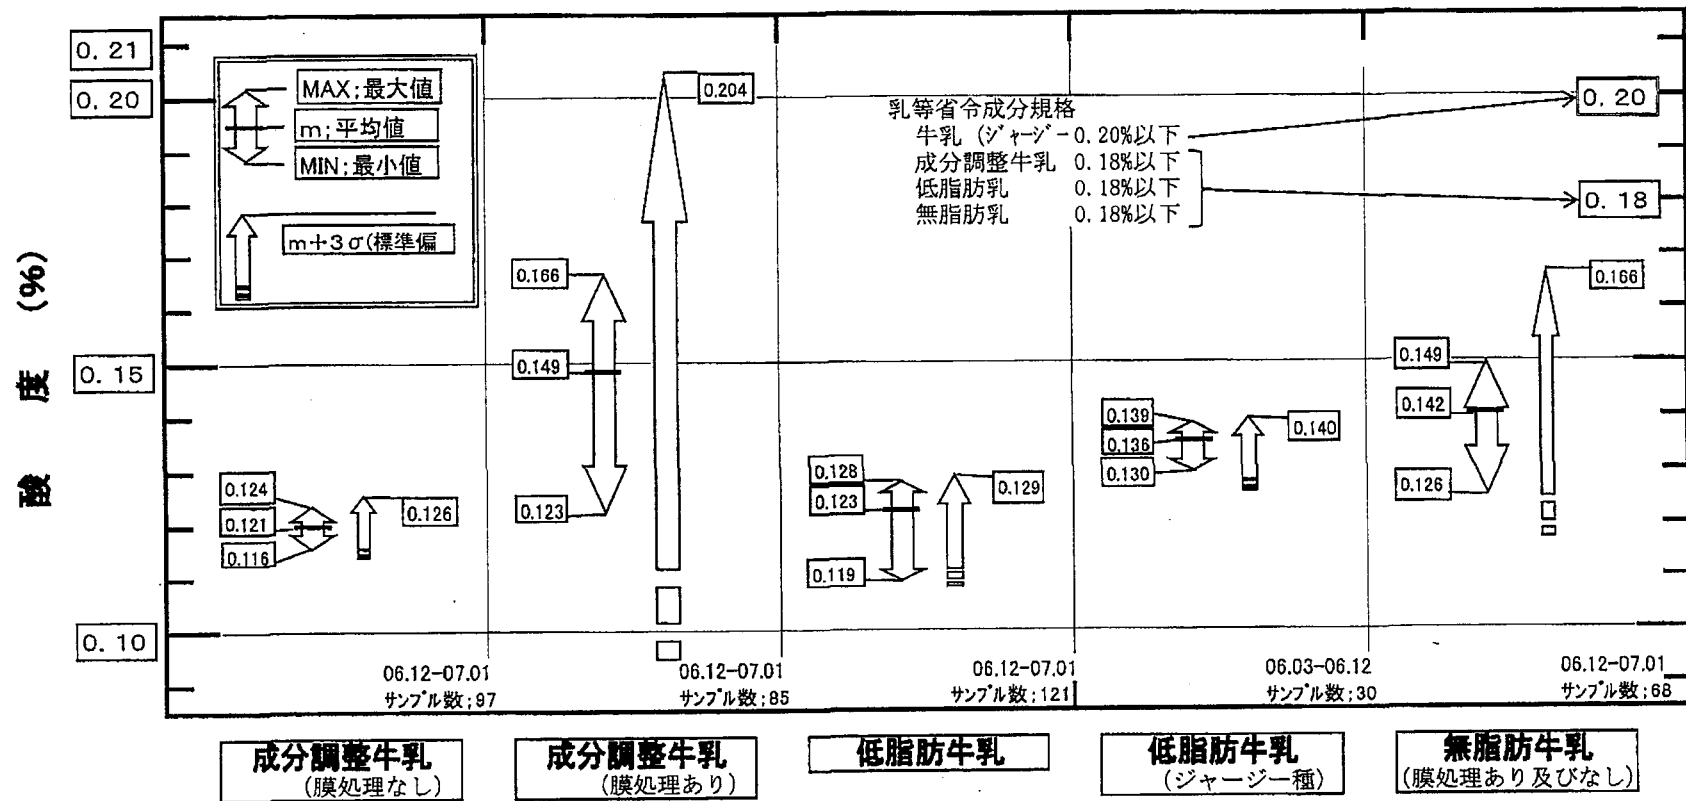 酸 度 (%)
0. 21
0. 20
0. 15
0. 10
MAX;最大値
m;平均値
MIN;最小値
m+3σ(標準偏
乳等省令成分規格
牛乳 (ジャージー 0.20%以下
成分調整牛乳 0.18%以下
低脂肪乳 0.18%以下
無脂肪乳 0.18%以下
0. 20
0. 18
0.124
0.121
0.116
0.126
0.166
0.149
0.123
0.204
0.128
0.123
0.119
0.129
0.139
0.136
0.130
0.140
0.149
0.142
0.126
0.166
06.12-07.01
サンプル数;97
06.12-07.01
サンプル数;85
06.12-07.01
サンプル数;121
06.03-06.12
サンプル数;30
06.12-07.01
サンプル数;68
成分調整牛乳
(膜処理なし)
成分調整牛乳
(膜処理あり)
低脂肪牛乳
低脂肪牛乳
(ジャージー種)
無脂肪牛乳
(膜処理あり及びなし)